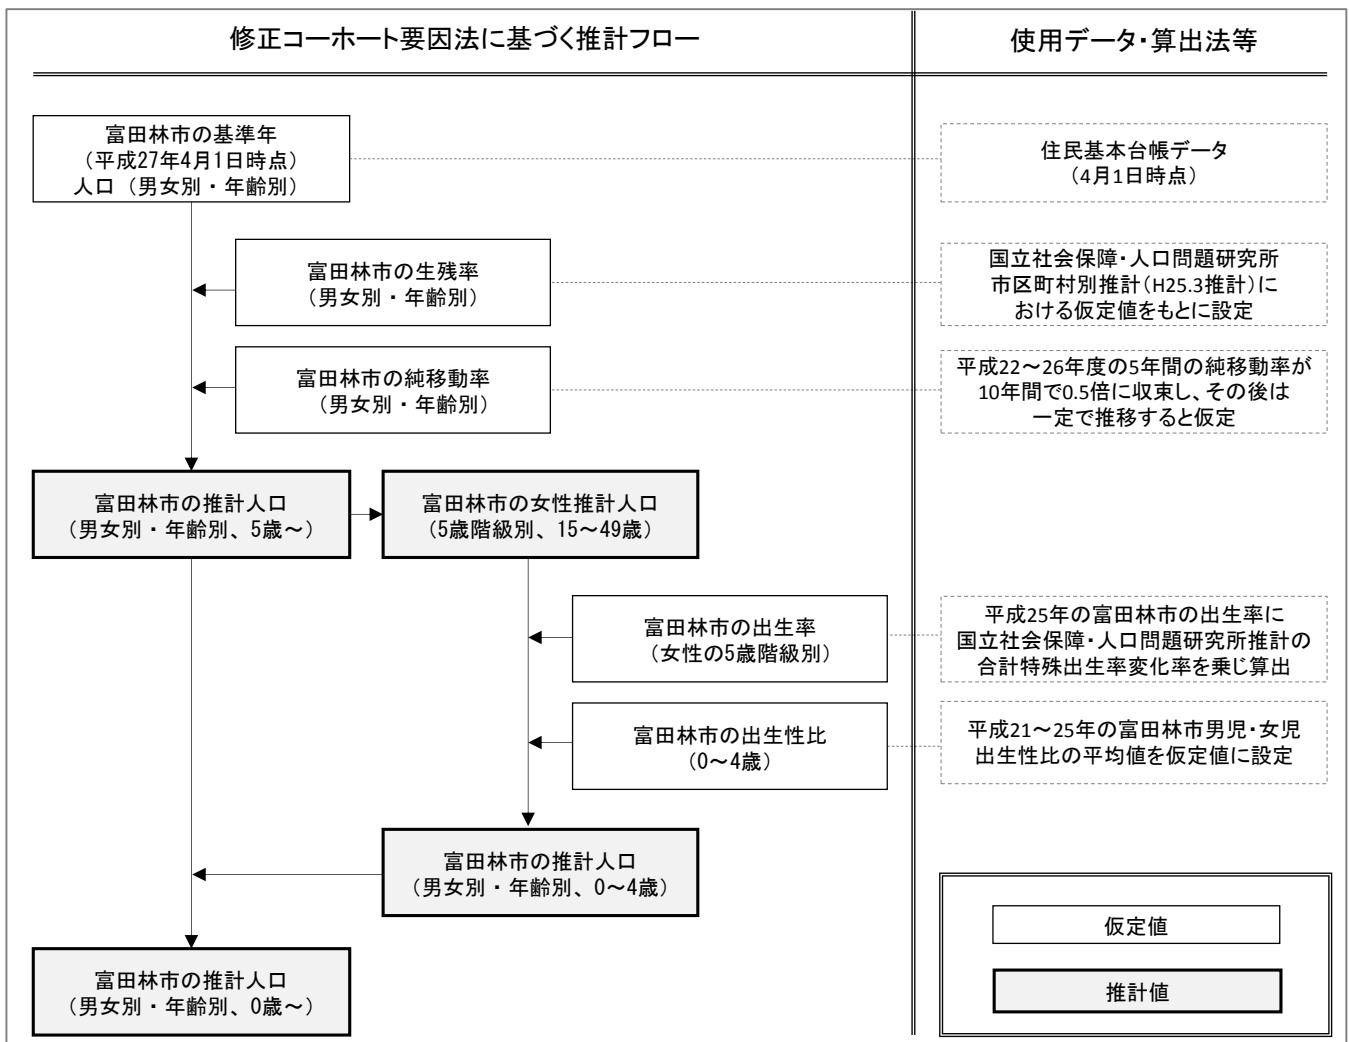 修正コーホート要因法に基づく推計フロー
使用データ・算出法等
富田林市の基準年
（平成27年4月1日時点）
人口（男女別・年齢別）
住民基本台帳データ
（4月1日時点）
富田林市の生残率
（男女別・年齢別）
国立社会保障・人口問題研究所
市区町村別推計（H25.3推計）に
おける仮定値をもとに設定
富田林市の純移動率
（男女別・年齢別）
平成22～26年度の5年間の純移動率が
10年間で0.5倍に収束し、その後は
一定で推移すると仮定
富田林市の推計人口
（男女別・年齢別、5歳～）
富田林市の女性推計人口
（5歳階級別、15～49歳）
富田林市の出生率
（女性の5歳階級別）
平成25年の富田林市の出生率に
国立社会保障・人口問題研究所推計の
合計特殊出生率変化率を乗じ算出
富田林市の出生性比
（0～4歳）
平成21～25年の富田林市男児・女児
出生性比の平均値を仮定値に設定
富田林市の推計人口
（男女別・年齢別、0～4歳）
富田林市の推計人口
（男女別・年齢別、0歳～）
仮定値
推計値